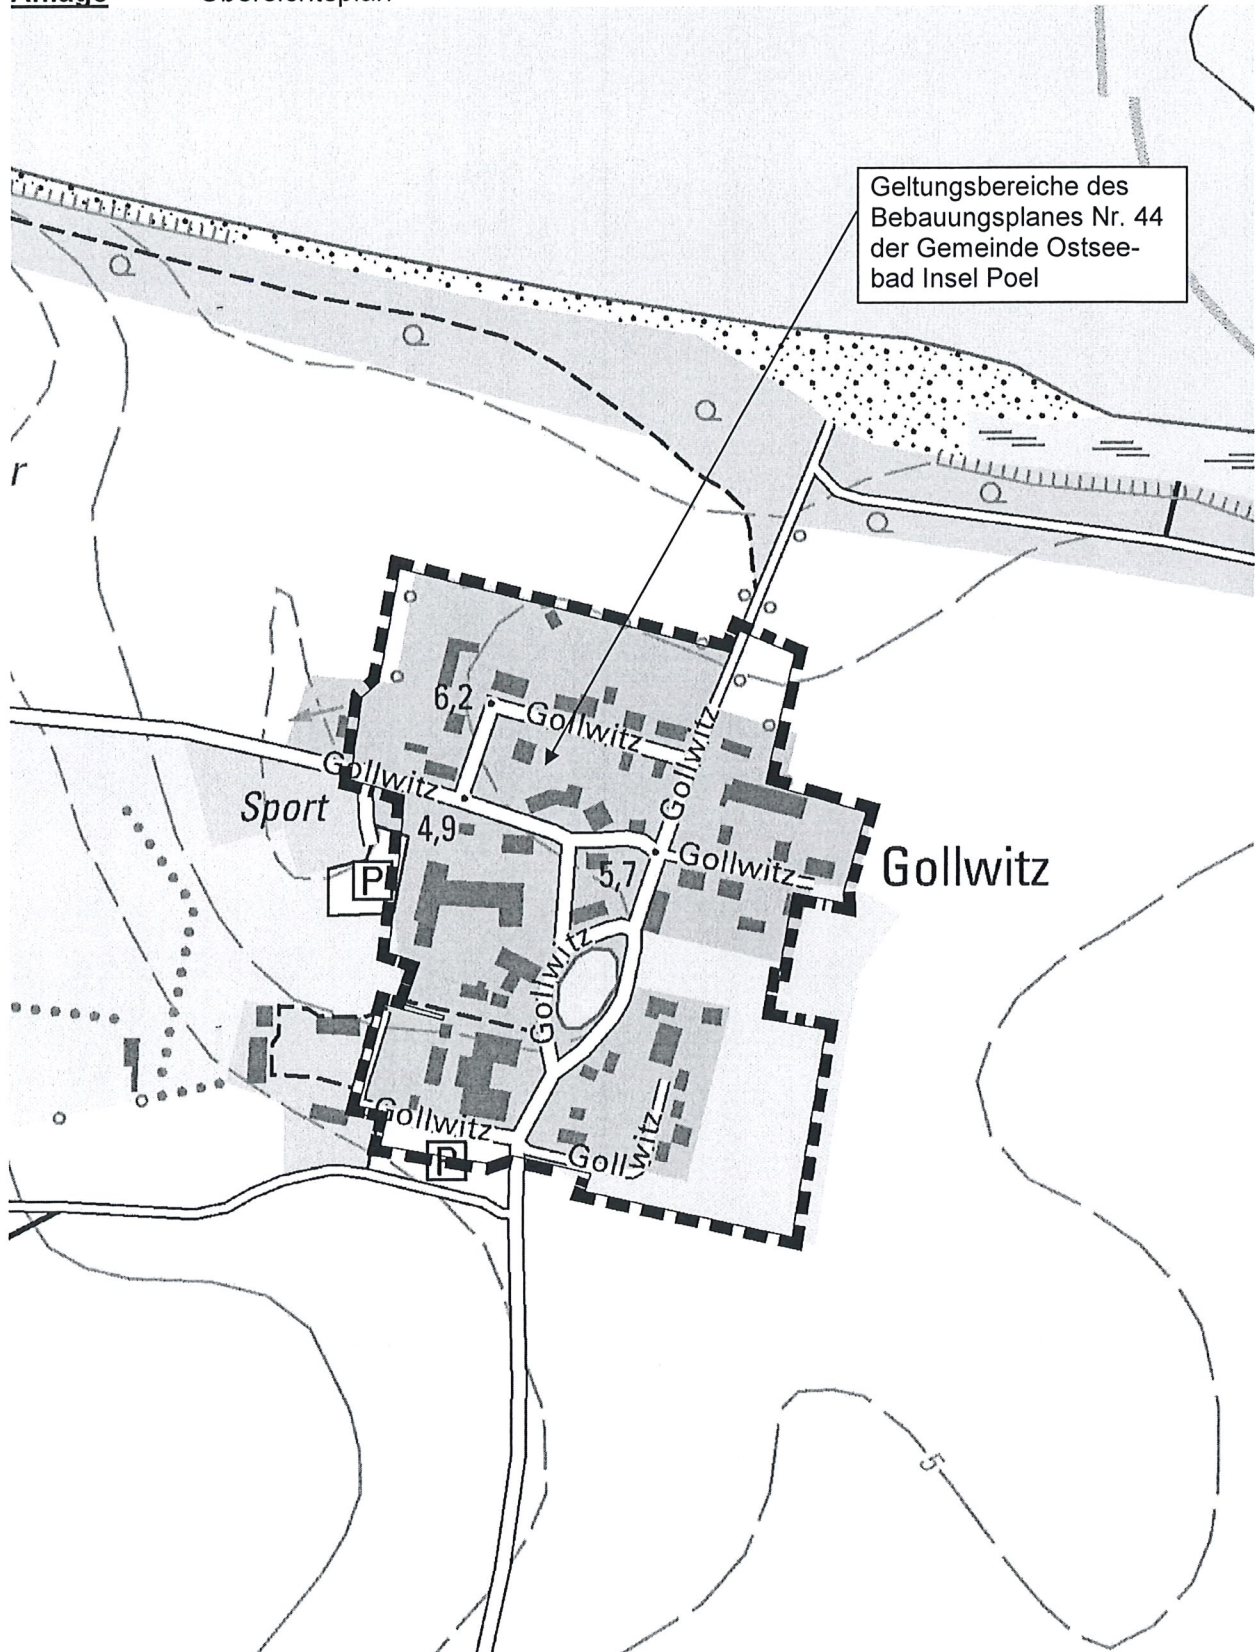 Anlage Übersichtsplan
Geltungsbereiche des
Bebauungsplanes Nr. 44
der Gemeinde Ostsee-
bad Insel Poel
r
6,2
Gollwitz
Gollwitz
Gollwitz
Sport
4,9
Gollwitz
5,7
Gollwitz
P
Gollwitz
Gollwitz
P
Gollwitz
5